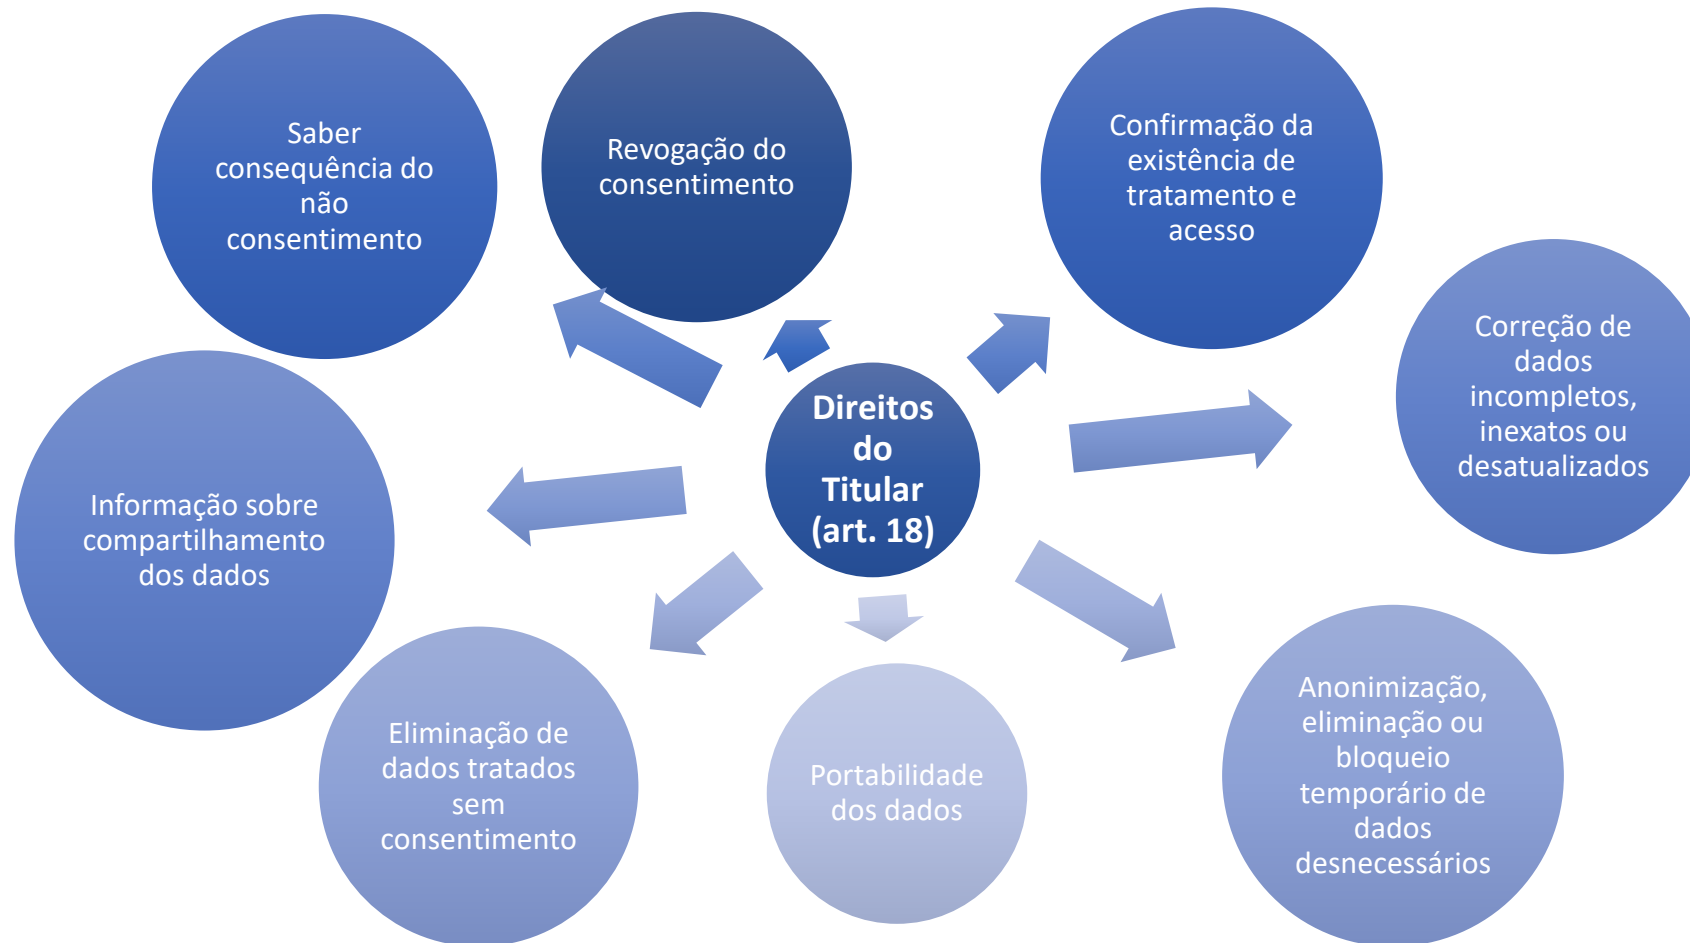 Saber
consequência do
não
consentimento
Revogação do
consentimento
Confirmação da
existência de
tratamento e
acesso
Correção de
dados
incompletos,
inexatos ou
desatualizados
Direitos
do
Titular
(art. 18)
Informação sobre
compartilhamento
dos dados
Eliminação de
dados tratados
sem
consentimento
Portabilidade
dos dados
Anonimização,
eliminação ou
bloqueio
temporário de
dados
desnecessários